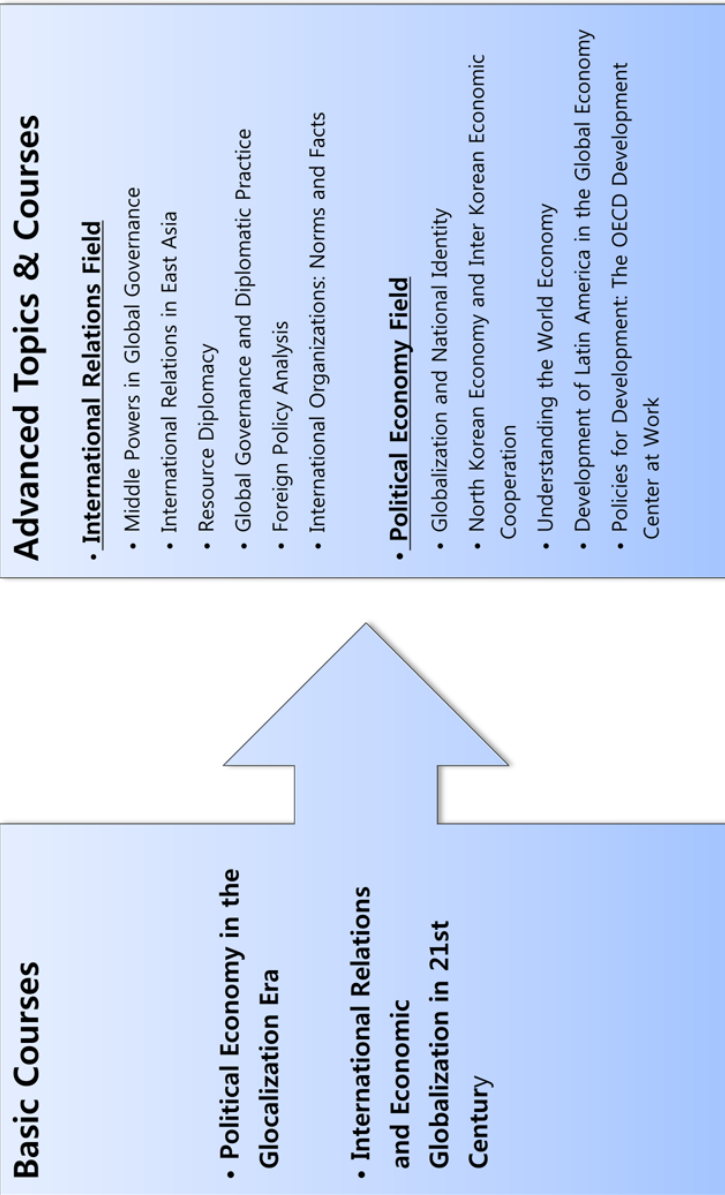 Basic Courses
• Political Economy in the
Glocalization Era
• International Relations
and Economic
Globalization in 21st
Century
Advanced Topics & Courses
• International Relations Field
• Middle Powers in Global Governance
• International Relations in East Asia
• Resource Diplomacy
• Global Governance and Diplomatic Practice
• Foreign Policy Analysis
• International Organizations: Norms and Facts
• Political Economy Field
• Globalization and National Identity
• North Korean Economy and Inter Korean Economic
Cooperation
• Understanding the World Economy
• Development of Latin America in the Global Economy
• Policies for Development: The OECD Development
Center at Work